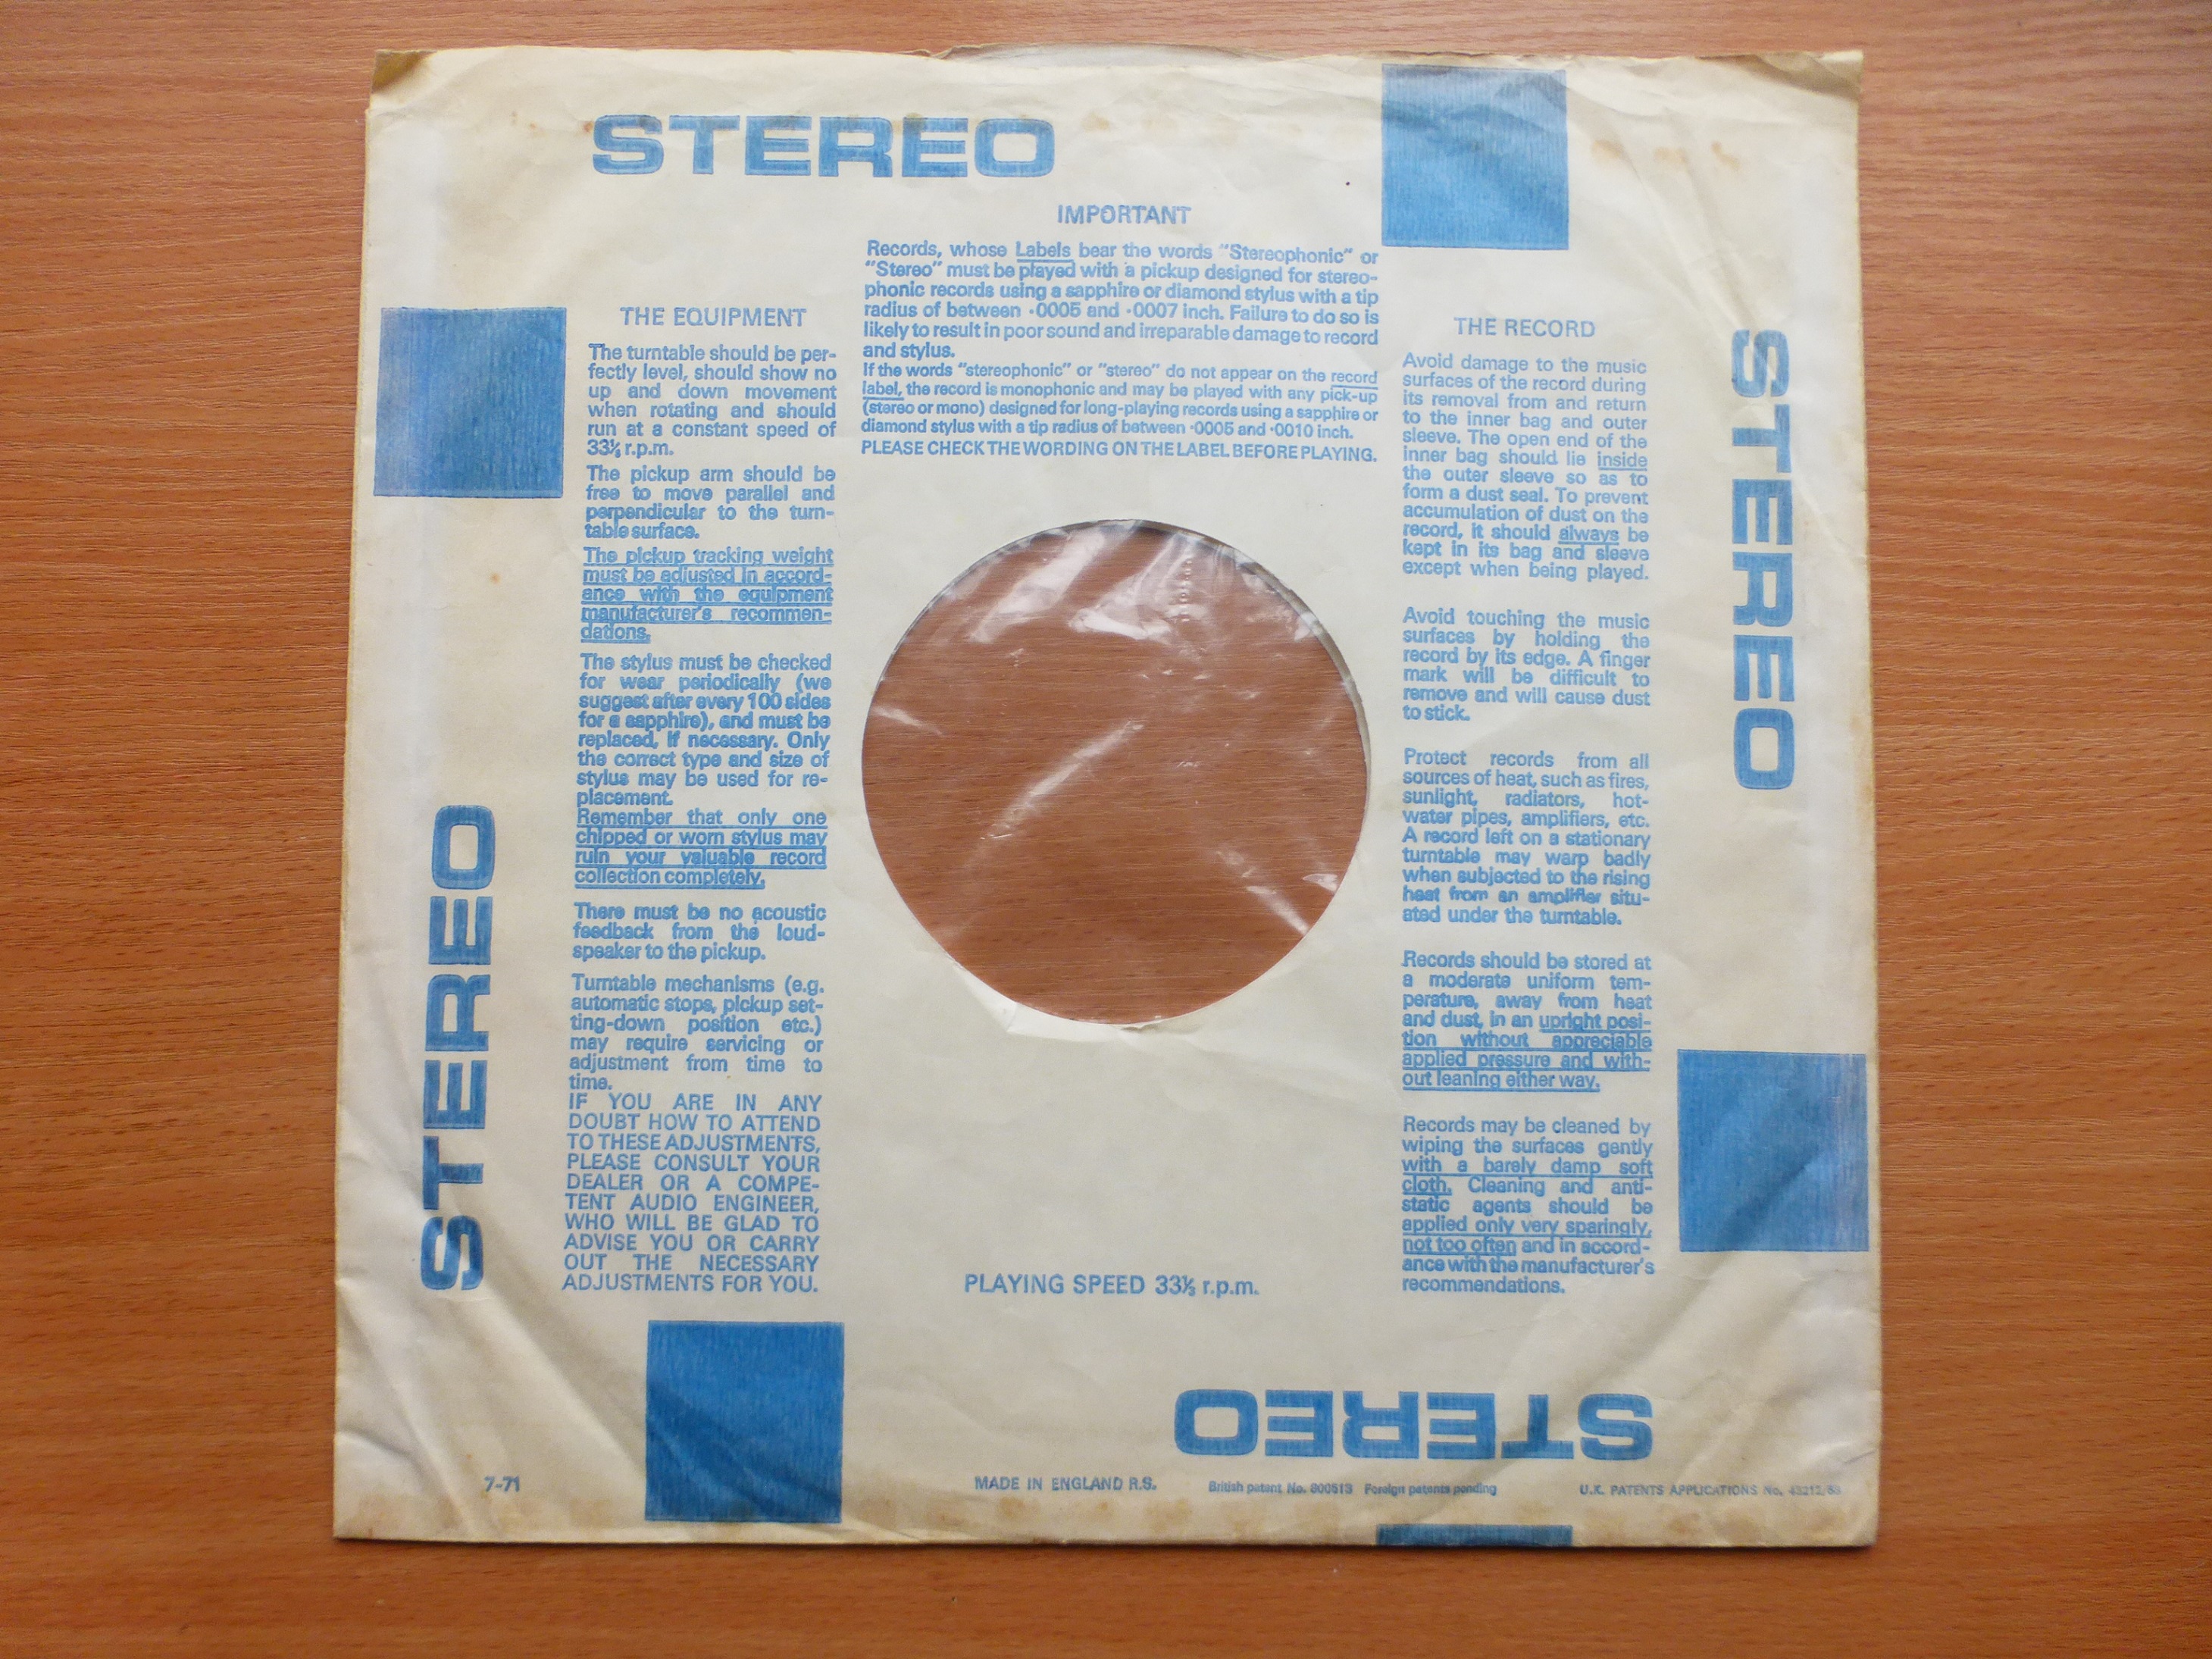 STEREO
IMPORTANT
Records, whose Labels bear the words "Stereophonic" or
"Stereo" must be played with a pickup designed for stereo-
phonic records using a sapphire or diamond stylus with a tip
radius of between ·0005 and ·0007 inch. Failure to do so is
likely to result in poor sound and irreparable damage to record
and stylus.
If the words "stereophonic" or "stereo" do not appear on the record
label, the record is monophonic and may be played with any pick-up
(stereo or mono) designed for long-playing records using a sapphire or
diamond stylus with a tip radius of between ·0005 and ·0010 inch.
PLEASE CHECK THE WORDING ON THE LABEL BEFORE PLAYING.
THE EQUIPMENT
The turntable should be per-
fectly level, should show no
up and down movement
when rotating and should
run at a constant speed of
33⅓ r.p.m.
The pickup arm should be
free to move parallel and
perpendicular to the turn-
table surface.
The pickup tracking weight
must be adjusted in accord-
ance with the equipment
manufacturer's recommen-
dations.
The stylus must be checked
for wear periodically (we
suggest after every 100 sides
for a sapphire), and must be
replaced, if necessary. Only
the correct type and size of
stylus may be used for re-
placement.
Remember that only one
chipped or worn stylus may
ruin your valuable record
collection completely.
There must be no acoustic
feedback from the loud-
speaker to the pickup.
Turntable mechanisms (e.g.
automatic stops, pickup set-
ting-down position etc.)
may require servicing or
adjustment from time to
time.
IF YOU ARE IN ANY
DOUBT HOW TO ATTEND
TO THESE ADJUSTMENTS,
PLEASE CONSULT YOUR
DEALER OR A COMPE-
TENT AUDIO ENGINEER,
WHO WILL BE GLAD TO
ADVISE YOU OR CARRY
OUT THE NECESSARY
ADJUSTMENTS FOR YOU.
THE RECORD
Avoid damage to the music
surfaces of the record during
its removal from and return
to the inner bag and outer
sleeve. The open end of the
inner bag should lie inside
the outer sleeve so as to
form a dust seal. To prevent
accumulation of dust on the
record, it should always be
kept in its bag and sleeve
except when being played.
Avoid touching the music
surfaces by holding the
record by its edge. A finger
mark will be difficult to
remove and will cause dust
to stick.
Protect records from all
sources of heat, such as fires,
sunlight, radiators, hot-
water pipes, amplifiers, etc.
A record left on a stationary
turntable may warp badly
when subjected to the rising
heat from an amplifier situ-
ated under the turntable.
Records should be stored at
a moderate uniform tem-
perature, away from heat
and dust, in an upright posi-
tion without appreciable
applied pressure and with-
out leaning either way.
Records may be cleaned by
wiping the surfaces gently
with a barely damp soft
cloth. Cleaning and anti-
static agents should be
applied only very sparingly,
not too often and in accord-
ance with the manufacturer's
recommendations.
STEREO
STEREO
PLAYING SPEED 33⅓ r.p.m.
STEREO
7-71
MADE IN ENGLAND R.S.
British patent No. 800513 Foreign patents pending
U.K. PATENTS APPLICATIONS No.